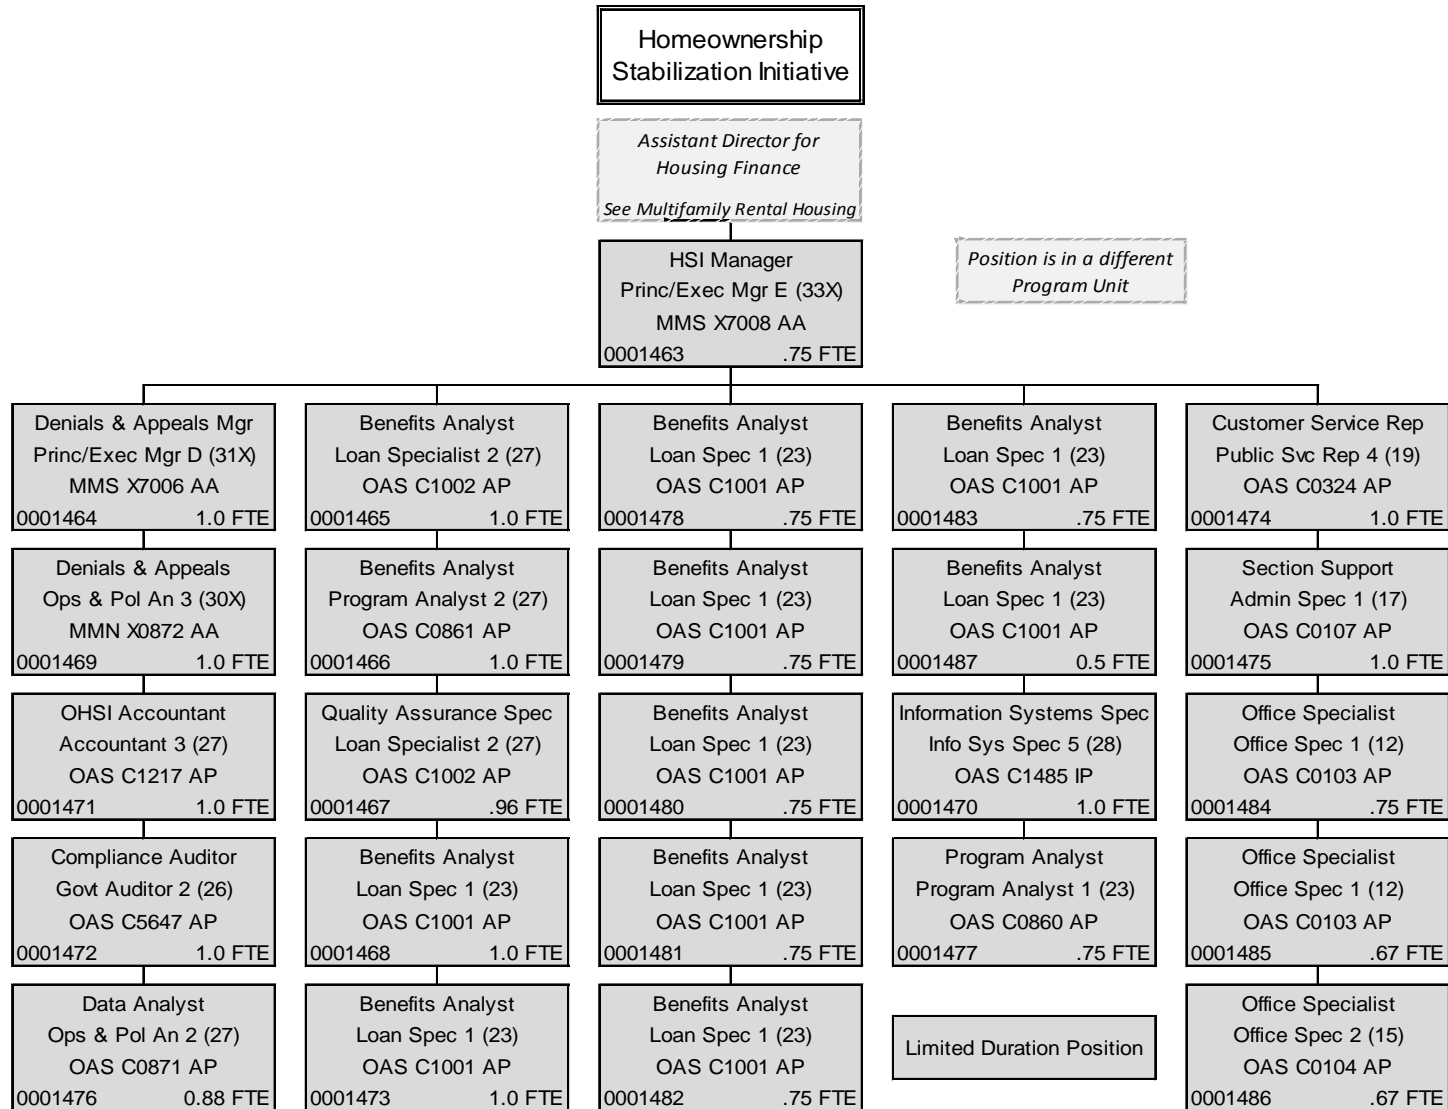 Homeownership
Stabilization Initiative
Assistant Director for
Housing Finance
See Multifamily Rental Housing
HSI Manager
Princ/Exec Mgr E (33X)
MMS X7008 AA
0001463 .75 FTE
Position is in a different
Program Unit
Denials & Appeals Mgr
Princ/Exec Mgr D (31X)
MMS X7006 AA
0001464 1.0 FTE
Denials & Appeals
Ops & Pol An 3 (30X)
MMN X0872 AA
0001469 1.0 FTE
OHSI Accountant
Accountant 3 (27)
OAS C1217 AP
0001471 1.0 FTE
Compliance Auditor
Govt Auditor 2 (26)
OAS C5647 AP
0001472 1.0 FTE
Data Analyst
Ops & Pol An 2 (27)
OAS C0871 AP
0001476 0.88 FTE
Benefits Analyst
Loan Specialist 2 (27)
OAS C1002 AP
0001465 1.0 FTE
Benefits Analyst
Program Analyst 2 (27)
OAS C0861 AP
0001466 1.0 FTE
Quality Assurance Spec
Loan Specialist 2 (27)
OAS C1002 AP
0001467 .96 FTE
Benefits Analyst
Loan Spec 1 (23)
OAS C1001 AP
0001468 1.0 FTE
Benefits Analyst
Loan Spec 1 (23)
OAS C1001 AP
0001473 1.0 FTE
Benefits Analyst
Loan Spec 1 (23)
OAS C1001 AP
0001478 .75 FTE
Benefits Analyst
Loan Spec 1 (23)
OAS C1001 AP
0001479 .75 FTE
Benefits Analyst
Loan Spec 1 (23)
OAS C1001 AP
0001480 .75 FTE
Benefits Analyst
Loan Spec 1 (23)
OAS C1001 AP
0001481 .75 FTE
Benefits Analyst
Loan Spec 1 (23)
OAS C1001 AP
0001482 .75 FTE
Benefits Analyst
Loan Spec 1 (23)
OAS C1001 AP
0001483 .75 FTE
Benefits Analyst
Loan Spec 1 (23)
OAS C1001 AP
0001487 0.5 FTE
Information Systems Spec
Info Sys Spec 5 (28)
OAS C1485 IP
0001470 1.0 FTE
Program Analyst
Program Analyst 1 (23)
OAS C0860 AP
0001477 .75 FTE
Limited Duration Position
Customer Service Rep
Public Svc Rep 4 (19)
OAS C0324 AP
0001474 1.0 FTE
Section Support
Admin Spec 1 (17)
OAS C0107 AP
0001475 1.0 FTE
Office Specialist
Office Spec 1 (12)
OAS C0103 AP
0001484 .75 FTE
Office Specialist
Office Spec 1 (12)
OAS C0103 AP
0001485 .67 FTE
Office Specialist
Office Spec 2 (15)
OAS C0104 AP
0001486 .67 FTE